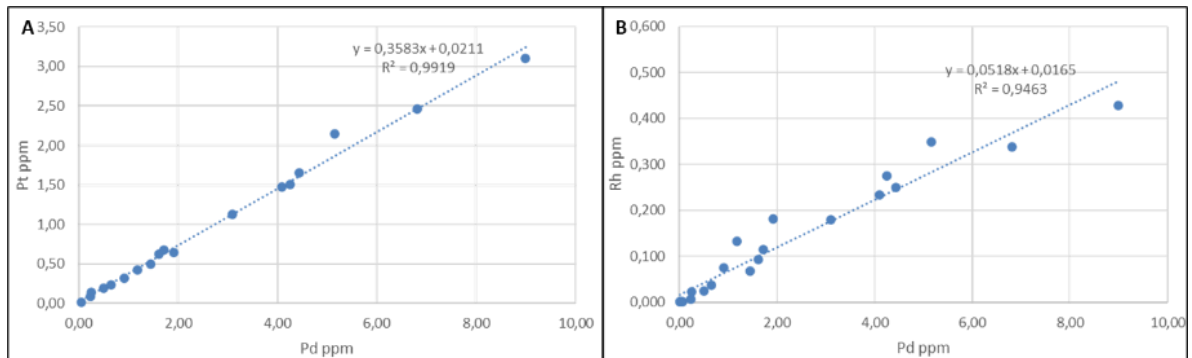 A
3,50
3,00
2,50
2,00
1,50
1,00
0,50
0,00
Pt ppm
y = 0,3583x + 0,0211
R² = 0,9919
0,00 2,00 4,00 6,00 8,00 10,00
Pd ppm
B
0,600
0,500
0,400
0,300
0,200
0,100
0,000
Rh ppm
y = 0,0518x + 0,0165
R² = 0,9463
0,00 2,00 4,00 6,00 8,00 10,00
Pd ppm